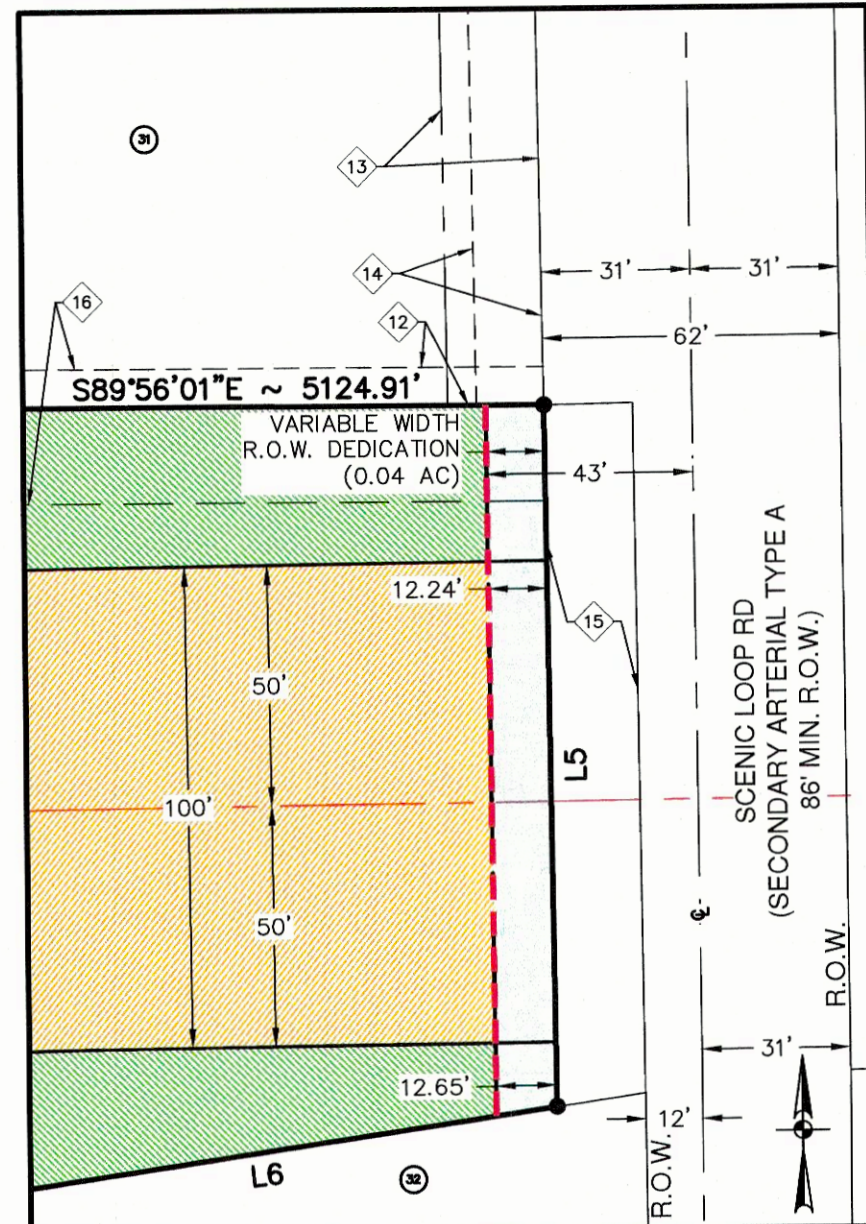 31
13
14
31' 31'
16
12
62'
S89°56'01"E ~ 5124.91'
VARIABLE WIDTH
R.O.W. DEDICATION
(0.04 AC)
43'
12.24'
15
50'
L5
100'
SCENIC LOOP RD
(SECONDARY ARTERIAL TYPE A
86' MIN. R.O.W.)
℄
50'
R.O.W.
31'
12.65'
12'
L6
32
R.O.W.